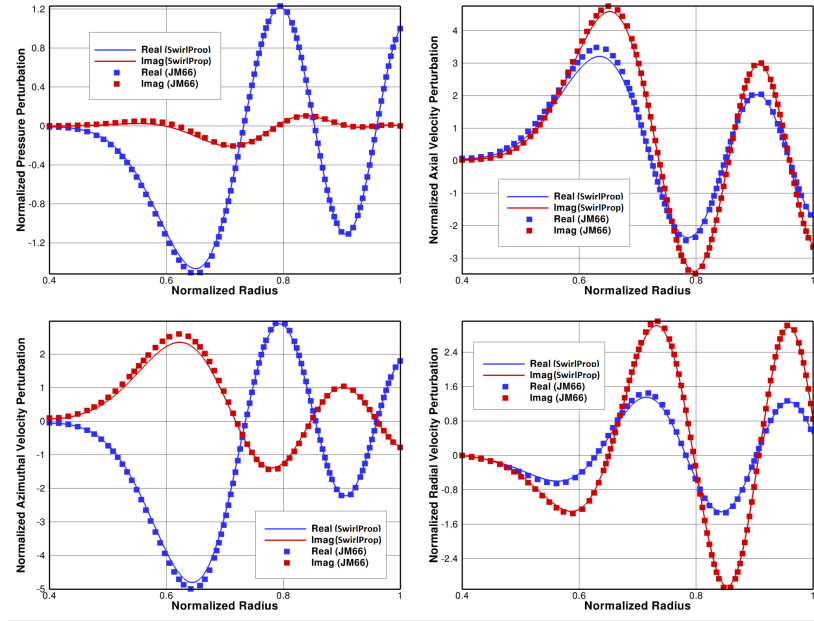 Normalized Pressure Perturbation
1.2
0.8
0.4
0
-0.4
-0.8
-1.2
Real (SwirlProp)
Imag (SwirlProp)
Real (JM66)
Imag (JM66)
0.4
0.6
0.8
1
Normalized Radius
Normalized Axial Velocity Perturbation
4
3
2
1
0
-1
-2
-3
Real (SwirlProp)
Imag(SwirlProp)
Real (JM66)
Imag (JM66)
0.4
0.6
0.8
1
Normalized Radius
Normalized Azimuthal Velocity Perturbation
2
1
0
-1
-2
-3
-4
-5
Real (SwirlProp)
Imag(SwirlProp)
Real (JM66)
Imag (JM66)
0.4
0.6
0.8
1
Normalized Radius
Normalized Radial Velocity Perturbation
2.4
1.6
0.8
0
-0.8
-1.6
-2.4
Real (SwirlProp)
Imag(SwirlProp)
Real (JM66)
Imag (JM66)
0.4
0.6
0.8
1
Normalized Radius